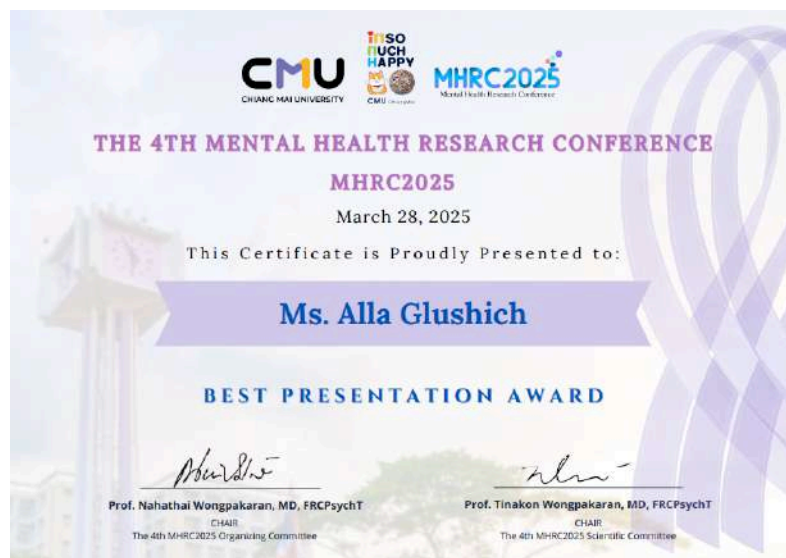 CMU
CHIANG MAI UNIVERSITY
inSO
mUCH
HAPPY
CMU
MHRC2025
Mental Health Research Conference
THE 4TH MENTAL HEALTH RESEARCH CONFERENCE
MHRC2025
March 28, 2025
This Certificate is Proudly Presented to:
Ms. Alla Glushich
BEST PRESENTATION AWARD
Prof. Nahathai Wongpakaran, MD, FRCPsychT
CHAIR
The 4th MHRC2025 Organizing Committee
Prof. Tinakon Wongpakaran, MD, FRCPsychT
CHAIR
The 4th MHRC2025 Scientific Committee